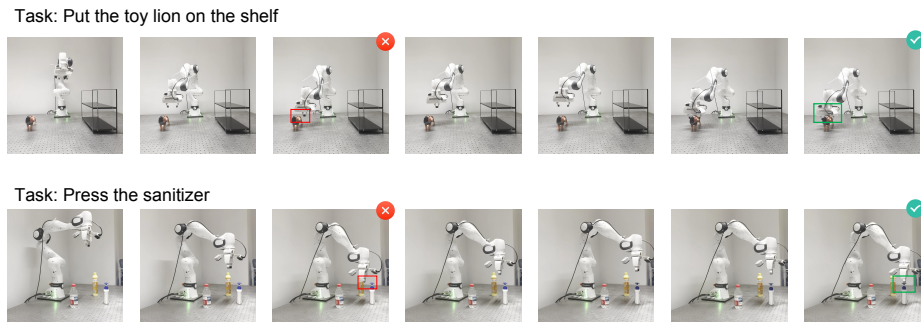 Task: Put the toy lion on the shelf
Task: Press the sanitizer